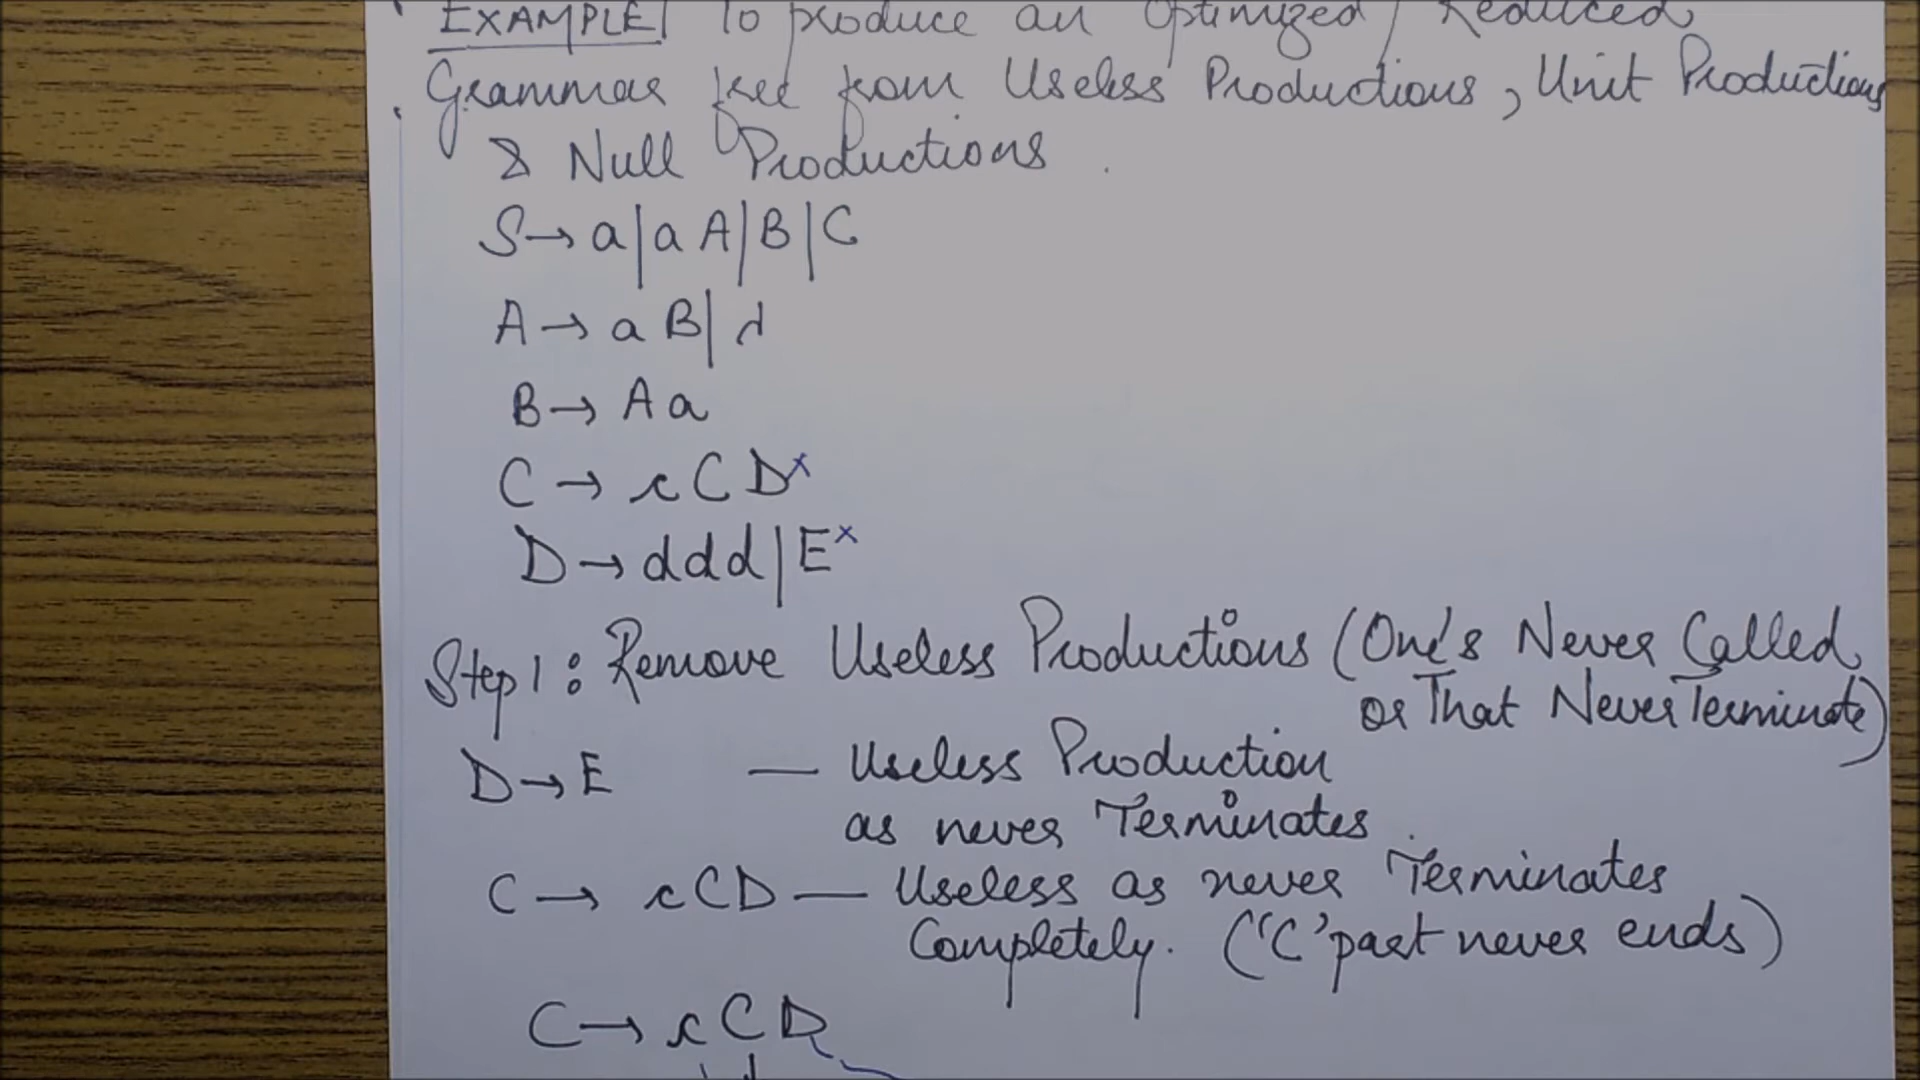 EXAMPLE To produce an Optimized / Reduced
Grammar free from Useless Productions, Unit Productions
& Null Productions.
S→a|aA|B|C
A→aB|λ
B→Aa
C→cCDˣ
D→ddd|Eˣ
Step 1: Remove Useless Productions (One's Never Called
or That Never Terminate)
D→E — Useless Production
as never Terminates.
C→cCD — Useless as never Terminates
Completely. ('C' part never ends)
C→cCD